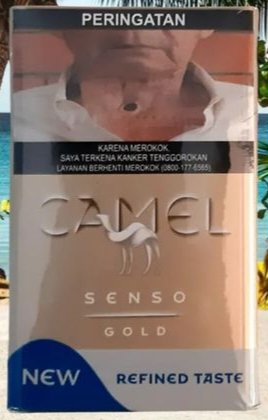 PERINGATAN
KARENA MEROKOK,
SAYA TERKENA KANKER TENGGOROKAN
LAYANAN BERHENTI MEROKOK (0800-177-6565)
CAMEL
SENSO
GOLD
NEW
REFINED TASTE